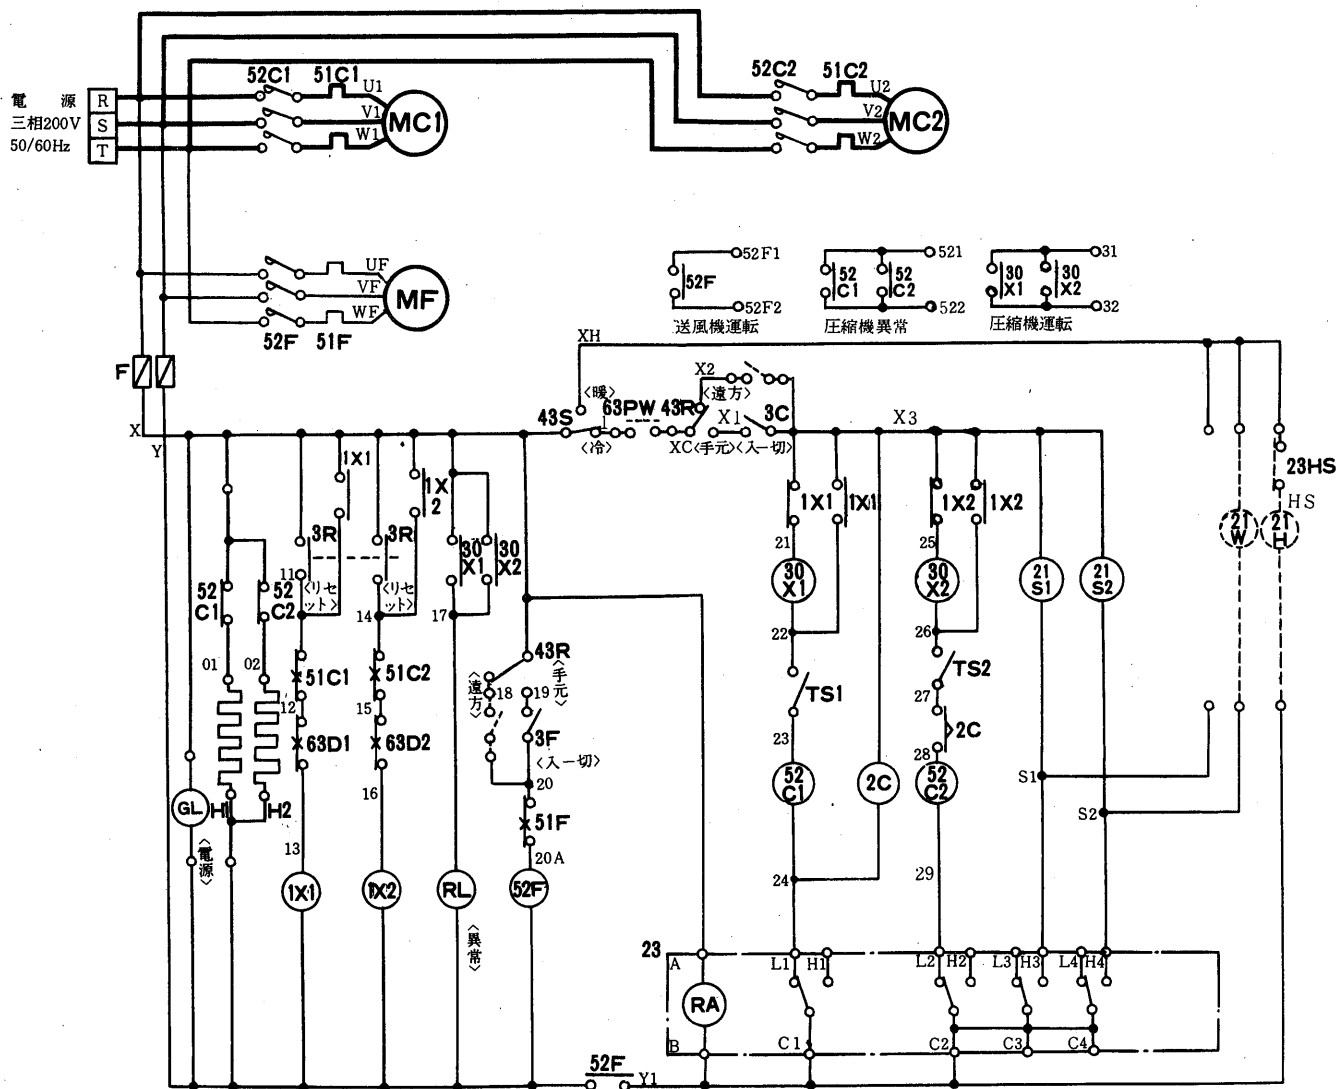 52C1 51C1 U1
電源 R
三相200V S V1 MC1
50/60Hz T W1
52C2 51C2 U2
V2 MC2
W2
UF
VF MF
WF
52F 51F
52F1
52F
52F2
送風機運転
521
52 C1
52 C2
522
圧縮機異常
31
30 X1
30 X2
32
圧縮機運転
F
X
Y
XH
〈暖〉
43S
〈冷〉
1
63PW
43R
X2
〈遠方〉
XC
〈手元〉
X1
3C
〈入ー切〉
X3
23HS
HS
21 W
21 H
1X1
1X2
3R
3R
〈リセット〉
〈リセット〉
11
14
17
30 X1
30 X2
52 C1
52 C2
01
02
51C1
51C2
12
15
63D1
63D2
43R
〈遠方〉
〈手元〉
18
19
3F
〈入ー切〉
20
51F
20A
16
13
GL
〈電源〉
H1
H2
1X1
1X2
RL
〈異常〉
52F
1X1
1X1
1X2
1X2
21
25
30 X1
30 X2
21 S1
21 S2
22
26
TS1
TS2
27
23
2C
28
52 C1
2C
52 C2
S1
S2
24
29
23
A
L1
H1
L2
H2
L3
H3
L4
H4
RA
B
C1
C2
C3
C4
52F
Y1